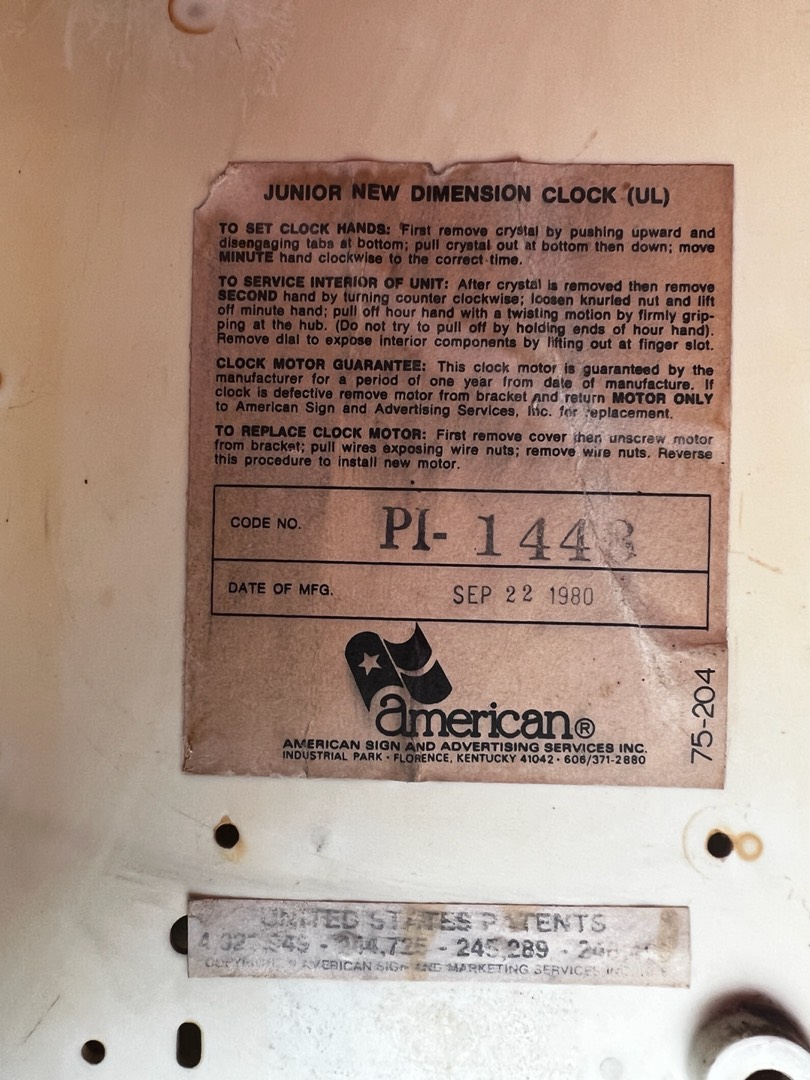 JUNIOR NEW DIMENSION CLOCK (UL)
TO SET CLOCK HANDS: First remove crystal by pushing upward and
disengaging tabs at bottom; pull crystal out at bottom then down; move
MINUTE hand clockwise to the correct time.
TO SERVICE INTERIOR OF UNIT: After crystal is removed then remove
SECOND hand by turning counter clockwise; loosen knurled nut and lift
off minute hand; pull off hour hand with a twisting motion by firmly grip-
ping at the hub. (Do not try to pull off by holding ends of hour hand).
Remove dial to expose interior components by lifting out at finger slot.
CLOCK MOTOR GUARANTEE: This clock motor is guaranteed by the
manufacturer for a period of one year from date of manufacture. If
clock is defective remove motor from bracket and return MOTOR ONLY
to American Sign and Advertising Services, Inc. for replacement.
TO REPLACE CLOCK MOTOR: First remove cover then unscrew motor
from bracket; pull wires exposing wire nuts; remove wire nuts. Reverse
this procedure to install new motor.
CODE NO. PI-
DATE OF MFG. SEP 22 1980
american®
AMERICAN SIGN AND ADVERTISING SERVICES INC.
INDUSTRIAL PARK · FLORENCE, KENTUCKY 41042 · 606/371-2880
75-204
UNITED STATES PATENTS
- 245,289 -
AMERICAN SIGN AND MARKETING SERVICES